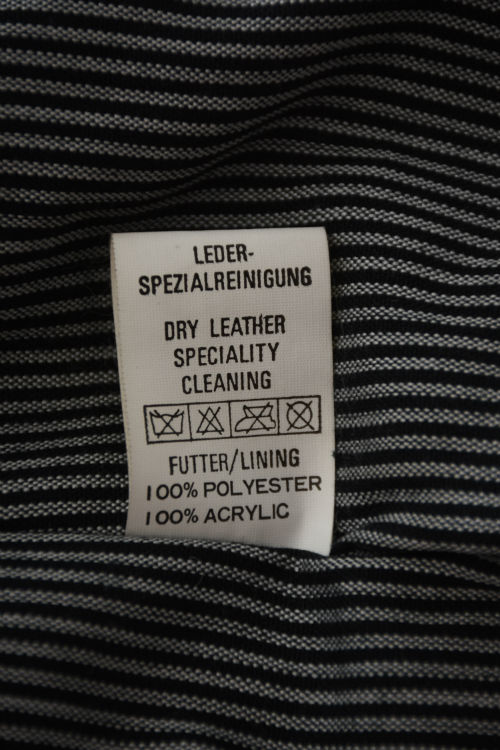 LEDER-
SPEZIALREINIGUNG
DRY LEATHER
SPECIALITY
CLEANING
FUTTER/LINING
100% POLYESTER
100% ACRYLIC